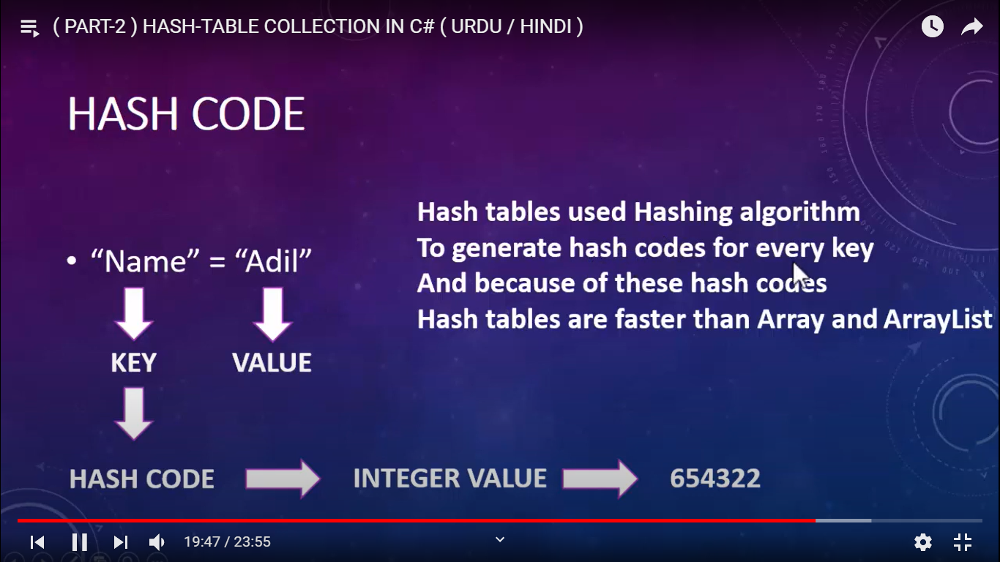 ( PART-2 ) HASH-TABLE COLLECTION IN C# ( URDU / HINDI )
HASH CODE
Hash tables used Hashing algorithm
To generate hash codes for every key
And because of these hash codes
Hash tables are faster than Array and ArrayList
• “Name” = “Adil”
KEY VALUE
HASH CODE INTEGER VALUE 654322
19:47 / 23:55